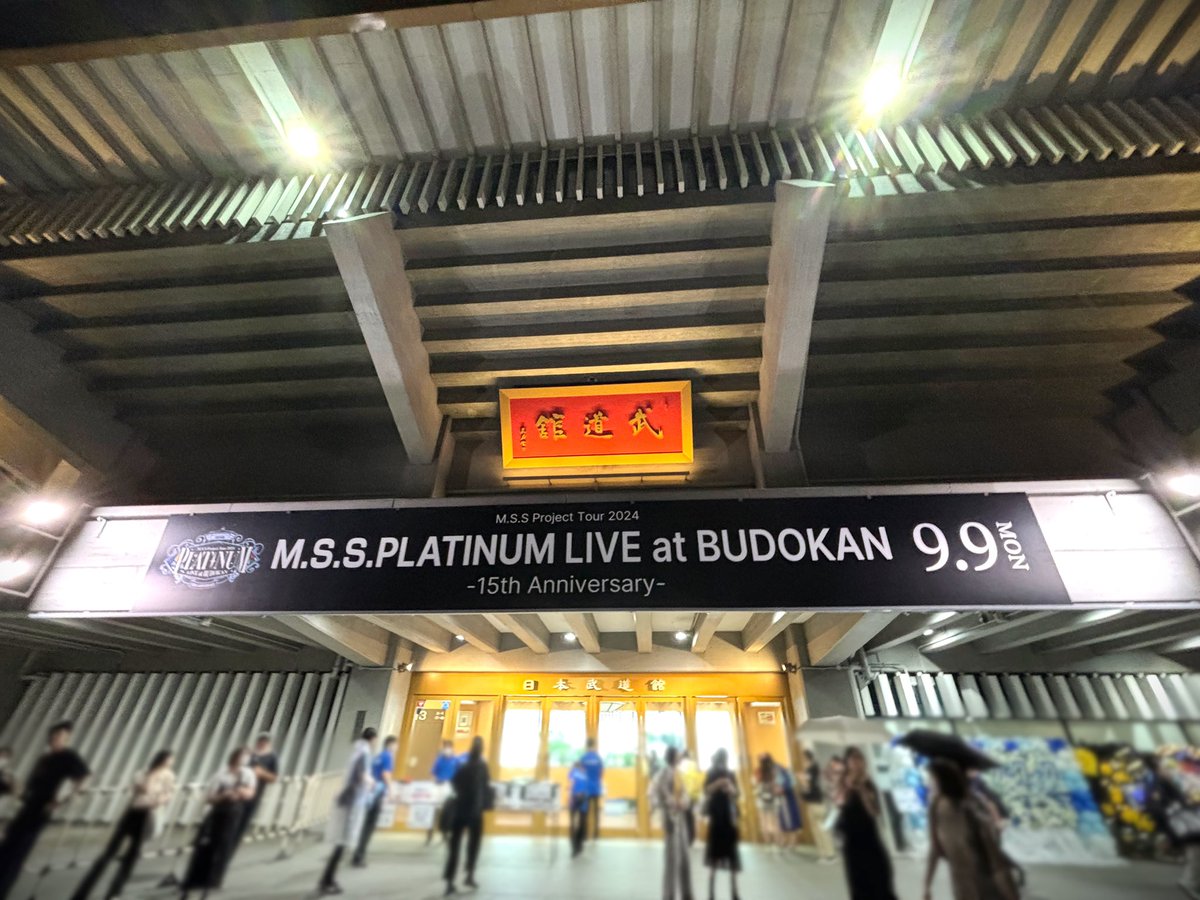 武道館
M.S.S Project Tour 2024
PLATINUM
M.S.S.PLATINUM LIVE at BUDOKAN 9.9 MON
-15th Anniversary-
日本武道館